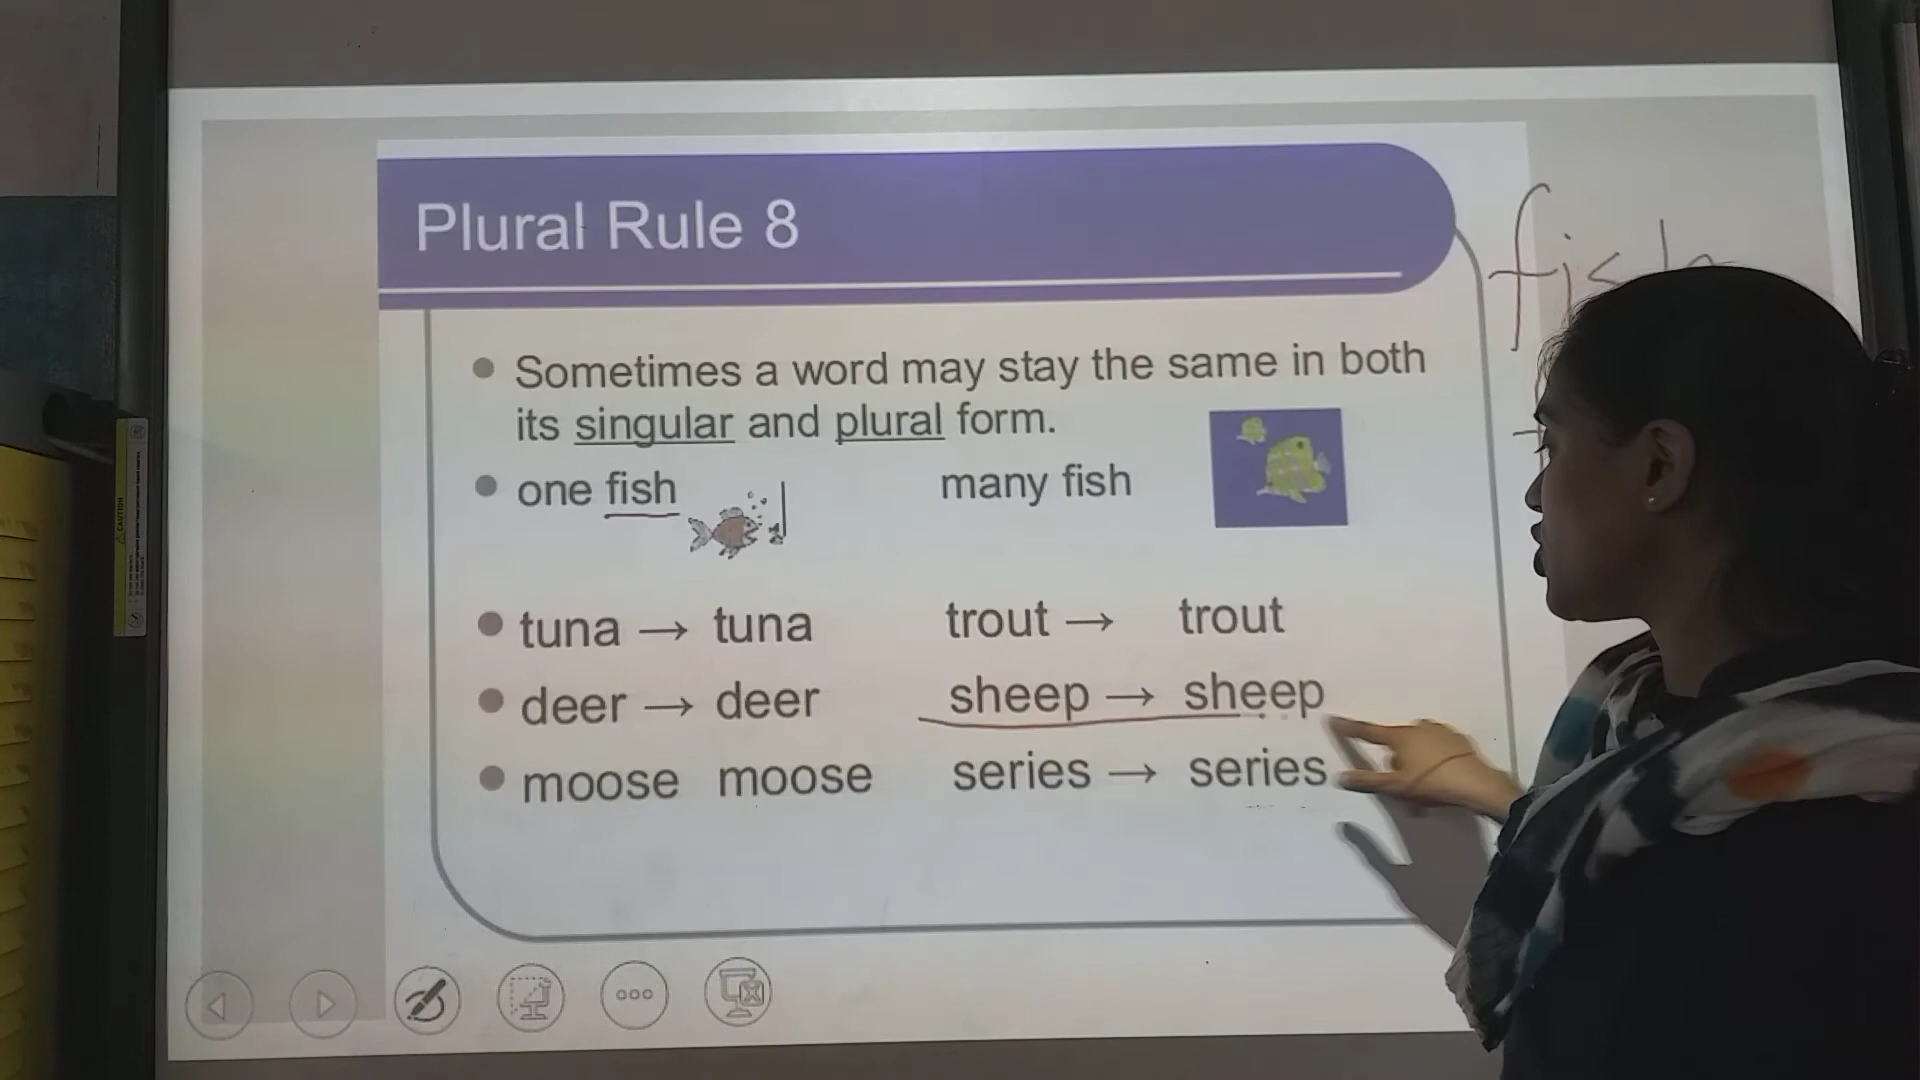 Plural Rule 8
Sometimes a word may stay the same in both
its singular and plural form.
one fish many fish
tuna → tuna trout → trout
deer → deer sheep → sheep
moose moose series → series
fish
CAUTION